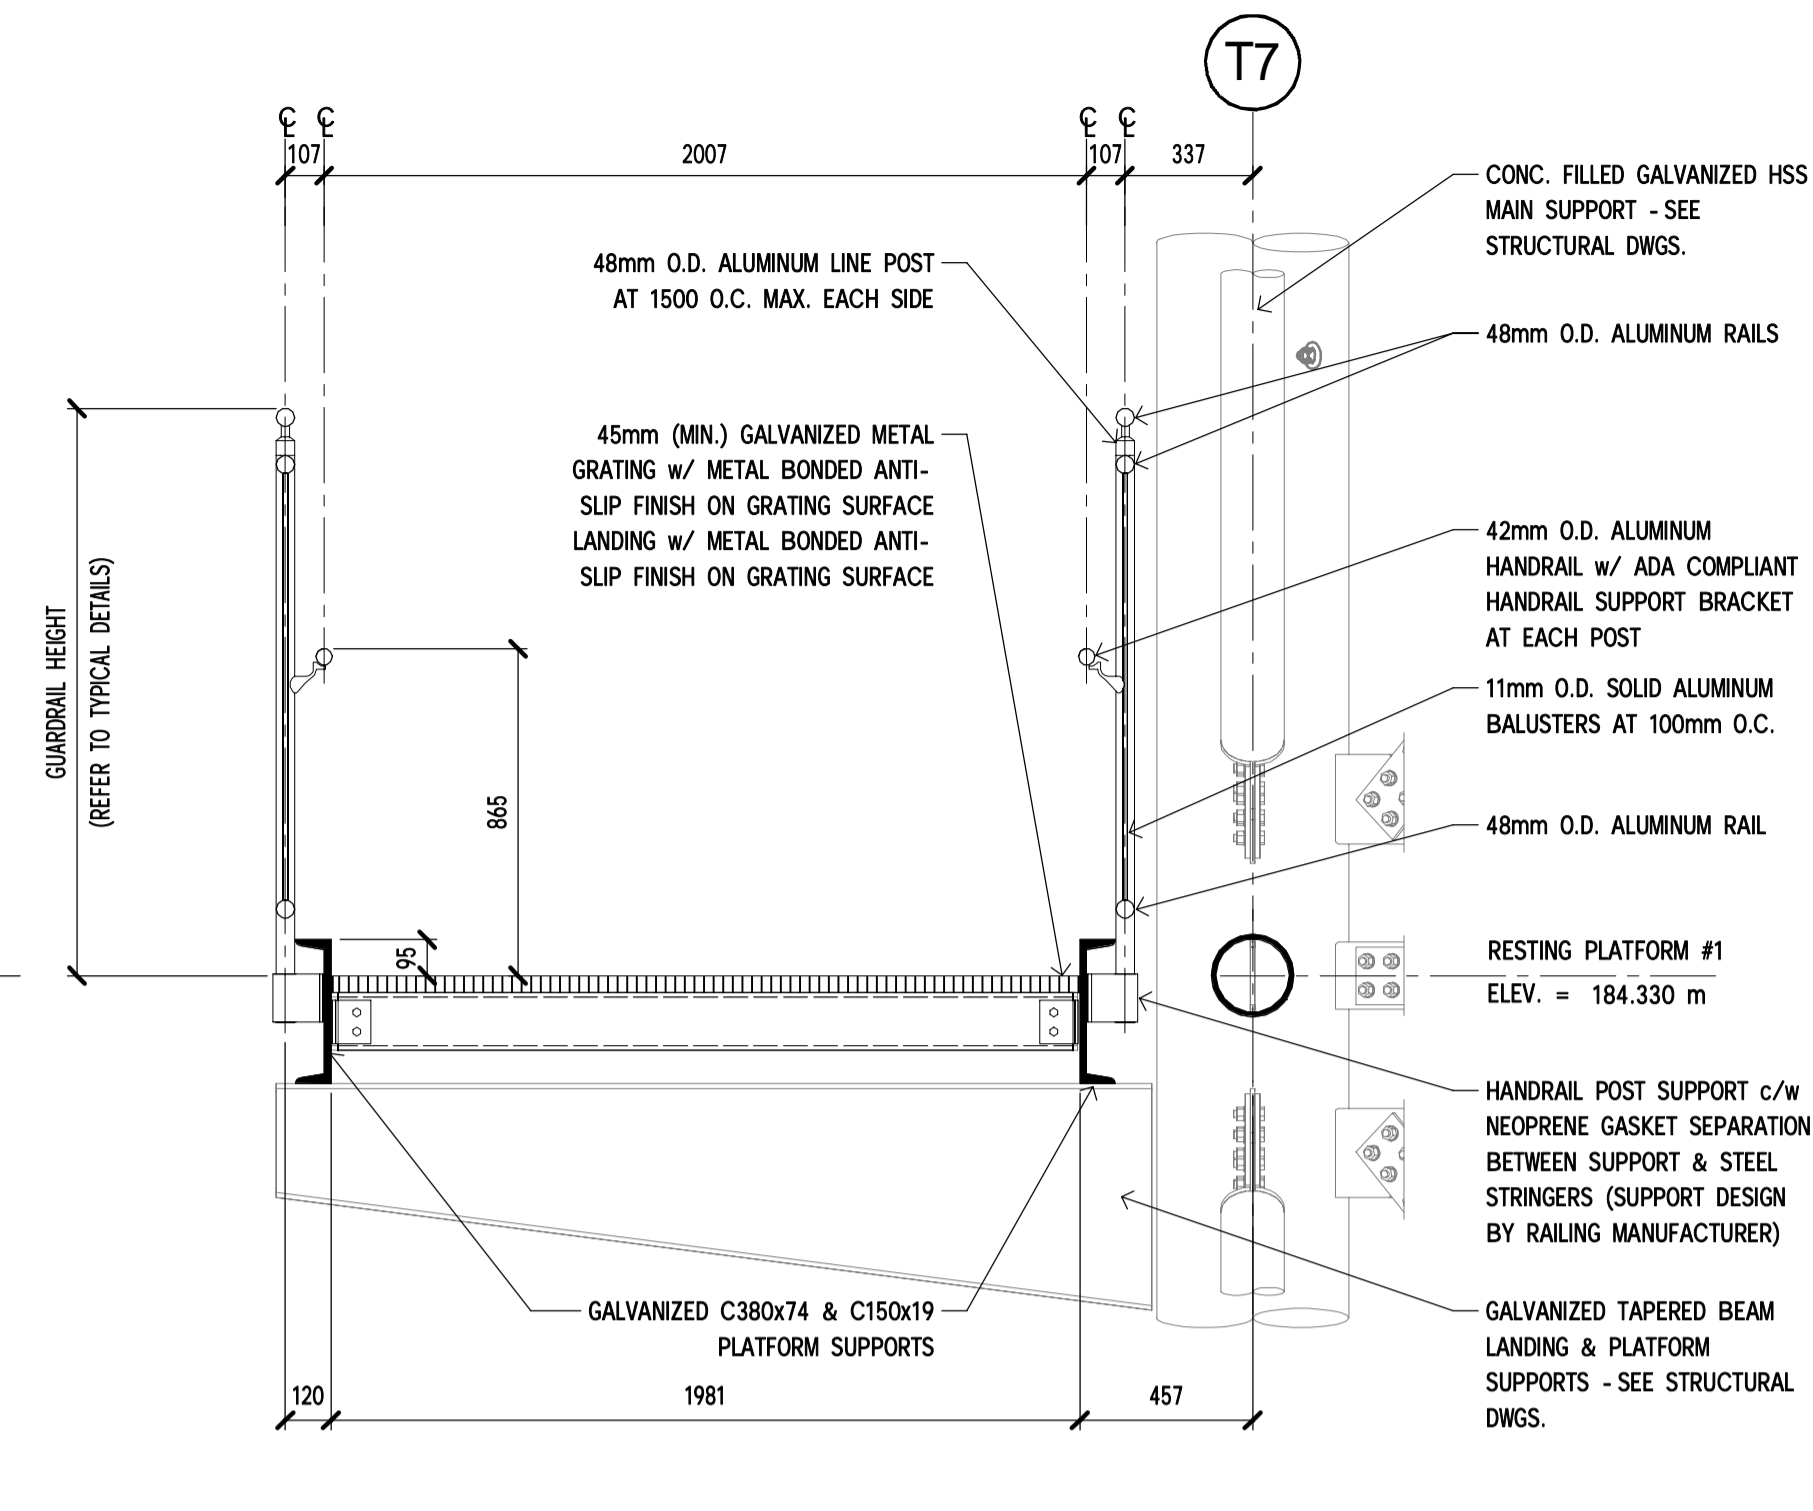 T7
℄ ℄ ℄ ℄
107 2007 107 337
CONC. FILLED GALVANIZED HSS
MAIN SUPPORT - SEE
STRUCTURAL DWGS.
48mm O.D. ALUMINUM LINE POST
AT 1500 O.C. MAX. EACH SIDE
48mm O.D. ALUMINUM RAILS
45mm (MIN.) GALVANIZED METAL
GRATING w/ METAL BONDED ANTI-
SLIP FINISH ON GRATING SURFACE
LANDING w/ METAL BONDED ANTI-
SLIP FINISH ON GRATING SURFACE
42mm O.D. ALUMINUM
HANDRAIL w/ ADA COMPLIANT
HANDRAIL SUPPORT BRACKET
AT EACH POST
GUARDRAIL HEIGHT
(REFER TO TYPICAL DETAILS)
11mm O.D. SOLID ALUMINUM
BALUSTERS AT 100mm O.C.
865
48mm O.D. ALUMINUM RAIL
95
RESTING PLATFORM #1
ELEV. = 184.330 m
HANDRAIL POST SUPPORT c/w
NEOPRENE GASKET SEPARATION
BETWEEN SUPPORT & STEEL
STRINGERS (SUPPORT DESIGN
BY RAILING MANUFACTURER)
GALVANIZED C380x74 & C150x19
PLATFORM SUPPORTS
GALVANIZED TAPERED BEAM
LANDING & PLATFORM
SUPPORTS - SEE STRUCTURAL
DWGS.
120 1981 457